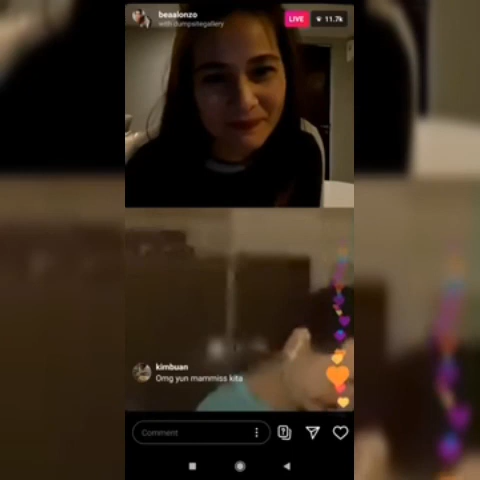 beaalonzo
with dumpsitegallery
LIVE
11.7k
kimbuan
Omg yun mammiss kita
Comment